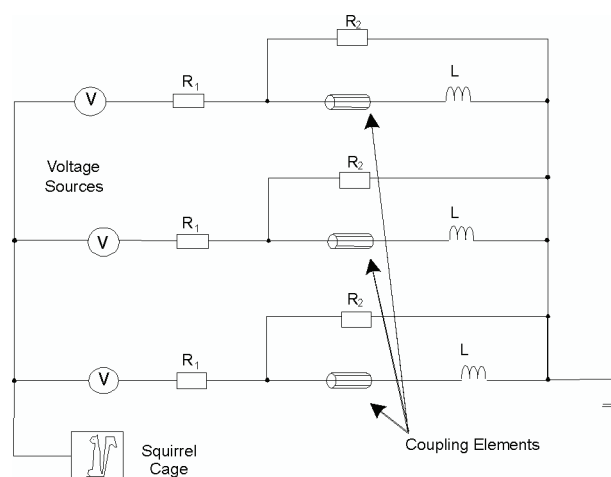 R2
R1
L
V
Voltage
Sources
R2
R1
L
V
R2
R1
L
V
Squirrel
Cage
Coupling Elements